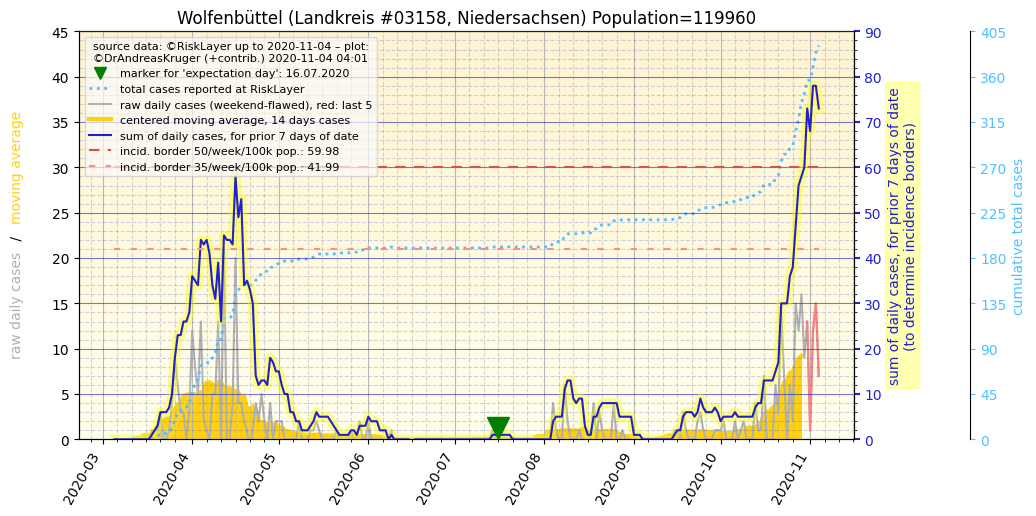 Wolfenbüttel (Landkreis #03158, Niedersachsen) Population=119960
source data: ©RiskLayer up to 2020-11-04 – plot:
©DrAndreasKruger (+contrib.) 2020-11-04 04:01
marker for 'expectation day': 16.07.2020
total cases reported at RiskLayer
raw daily cases (weekend-flawed), red: last 5
centered moving average, 14 days cases
sum of daily cases, for prior 7 days of date
incid. border 50/week/100k pop.: 59.98
incid. border 35/week/100k pop.: 41.99
raw daily cases / moving average
45
40
35
30
25
20
15
10
5
0
2020-03
2020-04
2020-05
2020-06
2020-07
2020-08
2020-09
2020-10
2020-11
90
80
70
60
50
40
30
20
10
0
sum of daily cases, for prior 7 days of date
(to determine incidence borders)
405
360
315
270
225
180
135
90
45
0
cumulative total cases